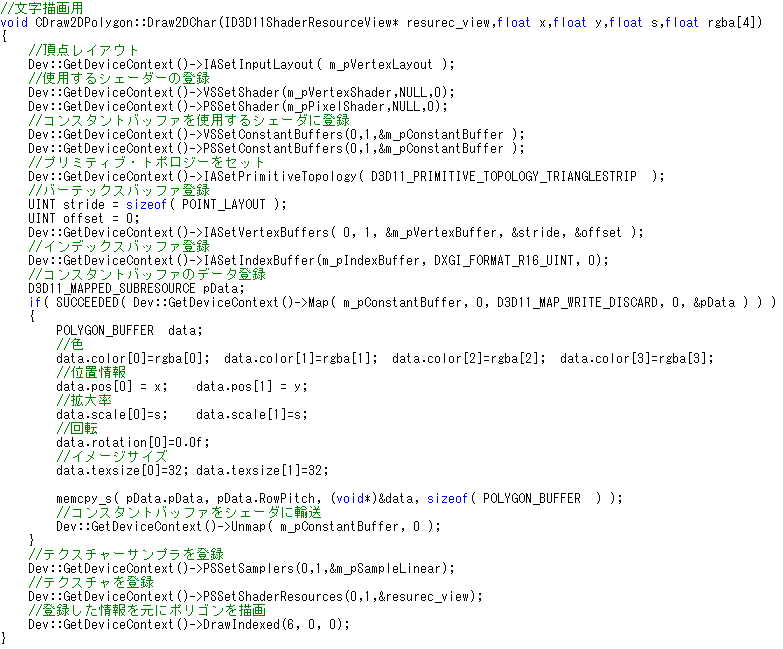 //文字描画用
void CDraw2DPolygon::Draw2DChar(ID3D11ShaderResourceView* resurec_view,float x,float y,float s,float rgba[4])
{
    //頂点レイアウト
    Dev::GetDeviceContext()->IASetInputLayout( m_pVertexLayout );
    //使用するシェーダーの登録
    Dev::GetDeviceContext()->VSSetShader(m_pVertexShader,NULL,0);
    Dev::GetDeviceContext()->PSSetShader(m_pPixelShader,NULL,0);
    //コンスタントバッファを使用するシェーダに登録
    Dev::GetDeviceContext()->VSSetConstantBuffers(0,1,&m_pConstantBuffer );
    Dev::GetDeviceContext()->PSSetConstantBuffers(0,1,&m_pConstantBuffer );
    //プリミティブ・トポロジーをセット
    Dev::GetDeviceContext()->IASetPrimitiveTopology( D3D11_PRIMITIVE_TOPOLOGY_TRIANGLESTRIP  );
    //バーテックスバッファ登録
    UINT stride = sizeof( POINT_LAYOUT );
    UINT offset = 0;
    Dev::GetDeviceContext()->IASetVertexBuffers( 0, 1, &m_pVertexBuffer, &stride, &offset );
    //インデックスバッファ登録
    Dev::GetDeviceContext()->IASetIndexBuffer(m_pIndexBuffer, DXGI_FORMAT_R16_UINT, 0);
    //コンスタントバッファのデータ登録
    D3D11_MAPPED_SUBRESOURCE pData;
    if( SUCCEEDED( Dev::GetDeviceContext()->Map( m_pConstantBuffer, 0, D3D11_MAP_WRITE_DISCARD, 0, &pData ) ) )
    {
        POLYGON_BUFFER  data;
        //色
        data.color[0]=rgba[0];  data.color[1]=rgba[1];  data.color[2]=rgba[2];  data.color[3]=rgba[3];
        //位置情報
        data.pos[0] = x;    data.pos[1] = y;
        //拡大率
        data.scale[0]=s;    data.scale[1]=s;
        //回転
        data.rotation[0]=0.0f;
        //イメージサイズ
        data.texsize[0]=32; data.texsize[1]=32;

        memcpy_s( pData.pData, pData.RowPitch, (void*)&data, sizeof( POLYGON_BUFFER  ) );
        //コンスタントバッファをシェーダに輸送
        Dev::GetDeviceContext()->Unmap( m_pConstantBuffer, 0 );
    }
    //テクスチャーサンプラを登録
    Dev::GetDeviceContext()->PSSetSamplers(0,1,&m_pSampleLinear);
    //テクスチャを登録
    Dev::GetDeviceContext()->PSSetShaderResources(0,1,&resurec_view);
    //登録した情報を元にポリゴンを描画
    Dev::GetDeviceContext()->DrawIndexed(6, 0, 0);
}